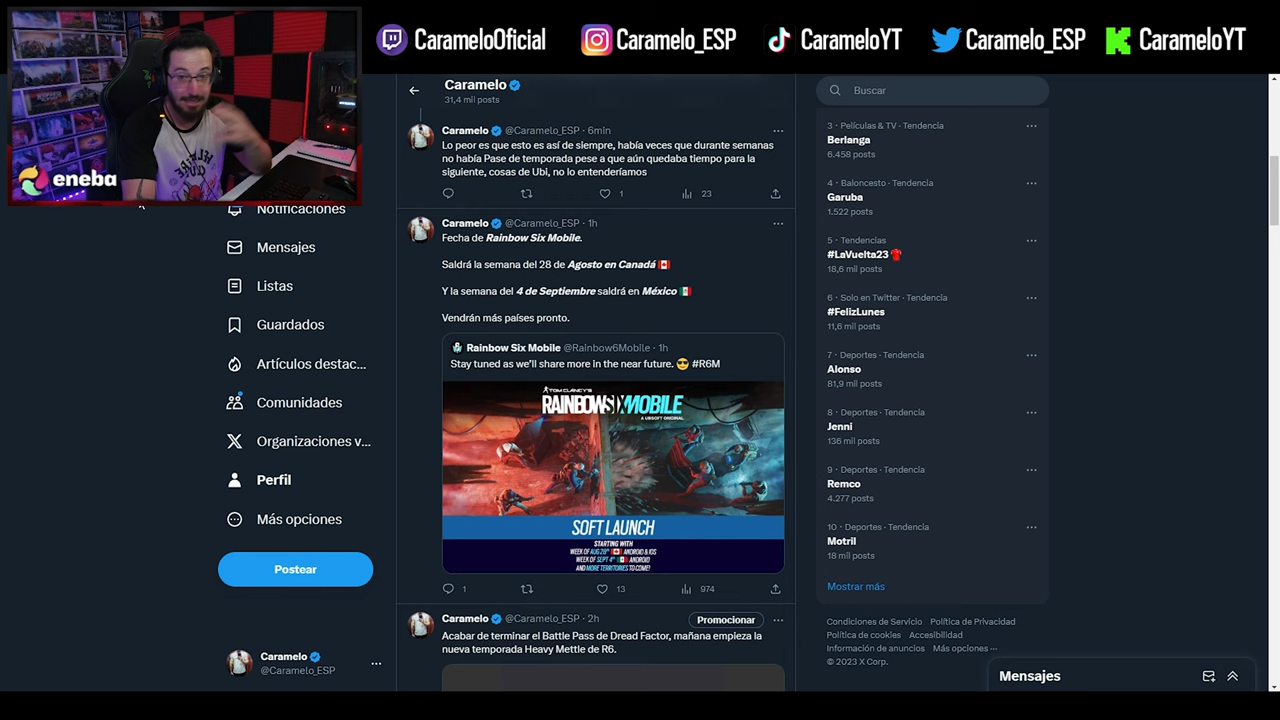 CarameloOficial
Caramelo_ESP
CarameloYT
Caramelo_ESP
CarameloYT
eneba
Notificaciones
Mensajes
Listas
Guardados
Artículos destac...
Comunidades
Organizaciones v...
Perfil
Más opciones
Postear
Caramelo
@Caramelo_ESP
Caramelo
31,4 mil posts
Caramelo @Caramelo_ESP · 6min
Lo peor es que esto es así de siempre, había veces que durante semanas
no había Pase de temporada pese a que aún quedaba tiempo para la
siguiente, cosas de Ubi, no lo entenderíamos
1
23
Caramelo @Caramelo_ESP · 1h
Fecha de Rainbow Six Mobile.
Saldrá la semana del 28 de Agosto en Canadá
Y la semana del 4 de Septiembre saldrá en México
Vendrán más países pronto.
Rainbow Six Mobile @Rainbow6Mobile · 1h
Stay tuned as we'll share more in the near future. 😎 #R6M
TOM CLANCY'S
RAINBOWSIXMOBILE
A UBISOFT ORIGINAL
SOFT LAUNCH
STARTING WITH
WEEK OF AUG 28th ANDROID & IOS
WEEK OF SEPT 4th ANDROID
AND MORE TERRITORIES TO COME!
1
13
974
Caramelo @Caramelo_ESP · 2h
Promocionar
Acabar de terminar el Battle Pass de Dread Factor, mañana empieza la
nueva temporada Heavy Mettle de R6.
Buscar
3 · Películas & TV · Tendencia
Berlanga
6.458 posts
4 · Baloncesto · Tendencia
Garuba
1.522 posts
5 · Tendencias
#LaVuelta23
18,6 mil posts
6 · Solo en Twitter · Tendencia
#FelizLunes
11,6 mil posts
7 · Deportes · Tendencia
Alonso
81,9 mil posts
8 · Deportes · Tendencia
Jenni
136 mil posts
9 · Deportes · Tendencia
Remco
4.277 posts
10 · Deportes · Tendencia
Motril
18 mil posts
Mostrar más
Condiciones de Servicio Política de Privacidad
Política de cookies Accesibilidad
Información de anuncios Más opciones ···
© 2023 X Corp.
Mensajes